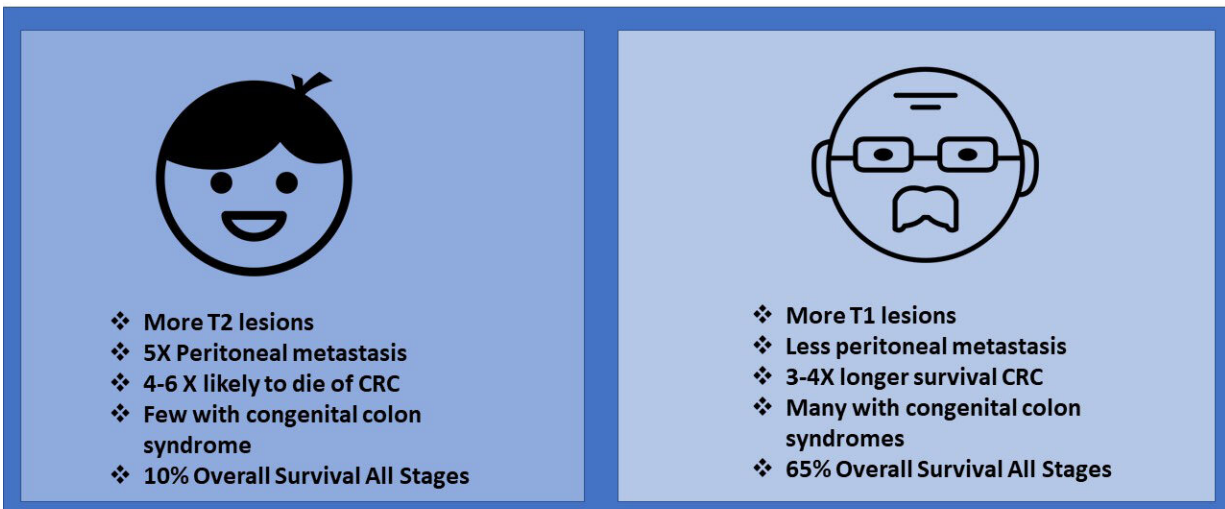 ❖ More T2 lesions
❖ 5X Peritoneal metastasis
❖ 4-6 X likely to die of CRC
❖ Few with congenital colon
syndrome
❖ 10% Overall Survival All Stages
❖ More T1 lesions
❖ Less peritoneal metastasis
❖ 3-4X longer survival CRC
❖ Many with congenital colon
syndromes
❖ 65% Overall Survival All Stages